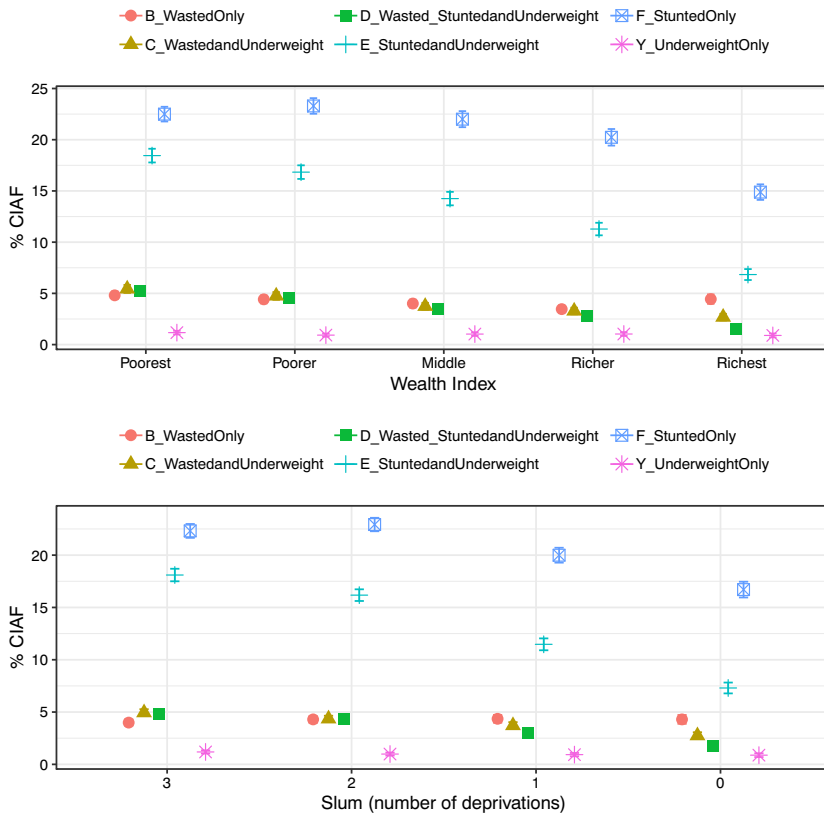 B_WastedOnly D_Wasted_StuntedandUnderweight F_StuntedOnly
C_WastedandUnderweight E_StuntedandUnderweight Y_UnderweightOnly
25
20
15
10
5
0
% CIAF
Poorest Poorer Middle Richer Richest
Wealth Index
B_WastedOnly D_Wasted_StuntedandUnderweight F_StuntedOnly
C_WastedandUnderweight E_StuntedandUnderweight Y_UnderweightOnly
20
15
10
5
0
% CIAF
3 2 1 0
Slum (number of deprivations)